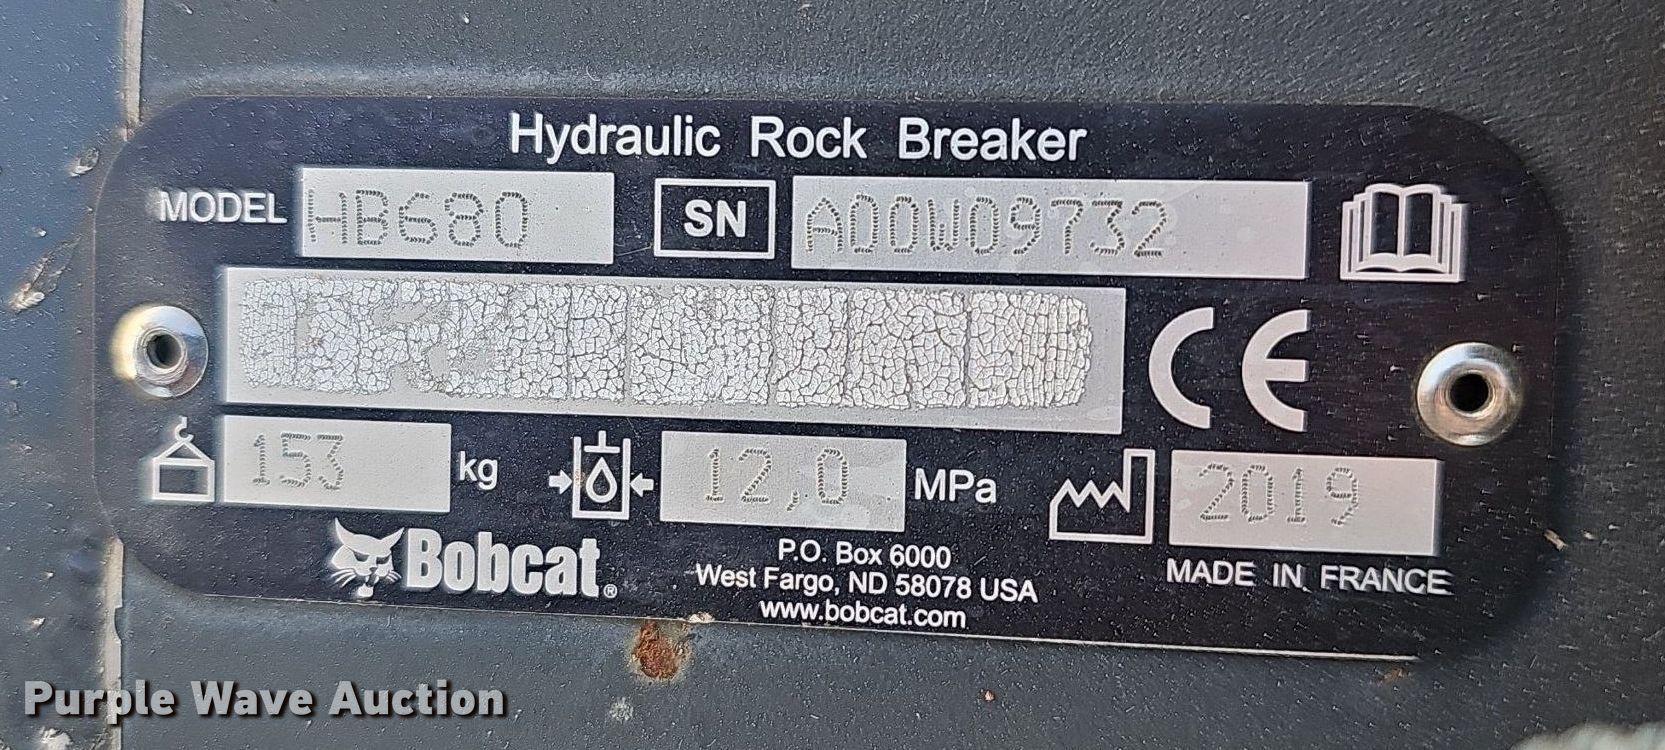 Hydraulic Rock Breaker
MODEL HB680 SN A00W09732
CE
153 kg 12,0 MPa 2019
Bobcat®
P.O. Box 6000
West Fargo, ND 58078 USA
www.bobcat.com
MADE IN FRANCE
Purple Wave Auction